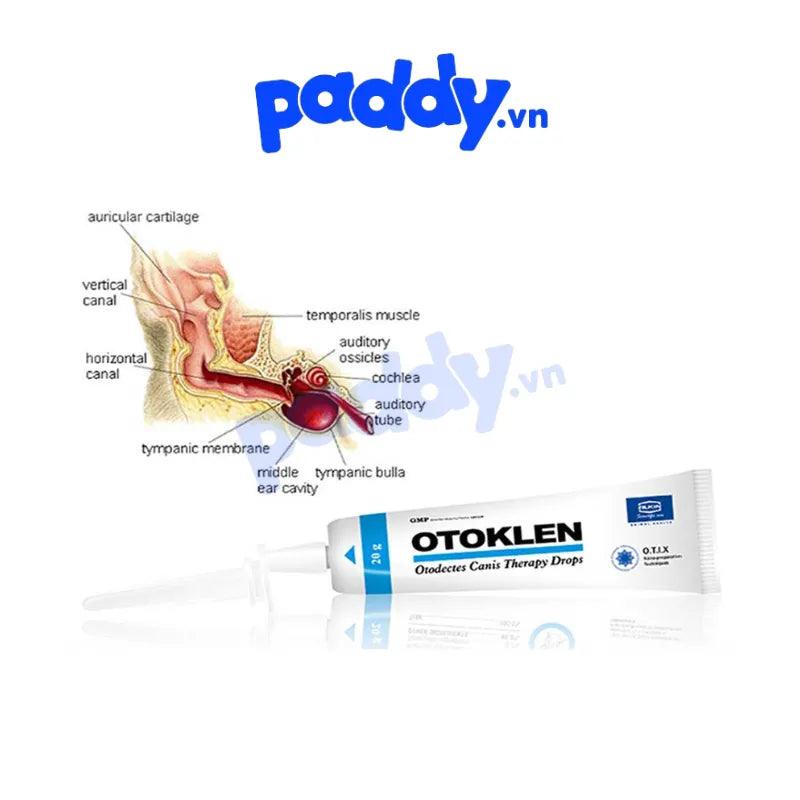 paddy.vn
auricular cartilage
vertical
canal
temporalis muscle
auditory
ossicles
horizontal
canal
cochlea
paddy.vn
auditory
tube
tympanic membrane
middle
ear cavity
tympanic bulla
GMP
OTOKLEN
Otodectes Canis Therapy Drops
20 g
O.T.I.X
Techniques